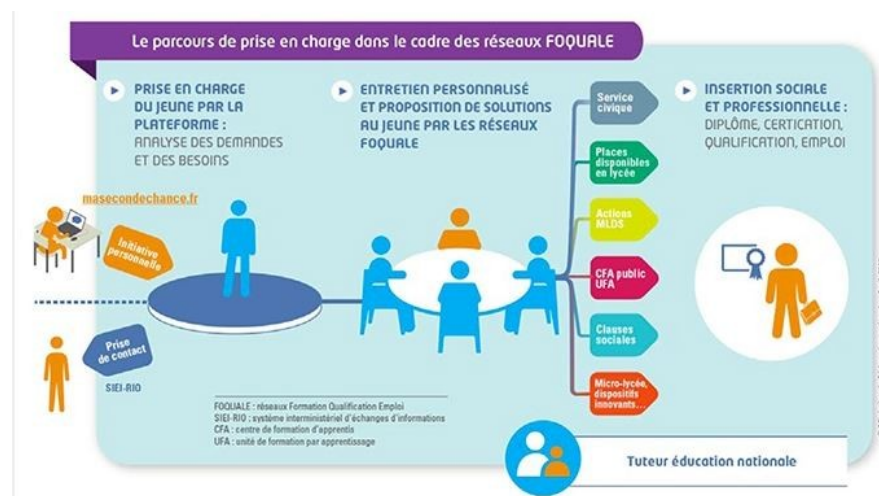 Le parcours de prise en charge dans le cadre des réseaux FOQUALE
PRISE EN CHARGE
DU JEUNE PAR LA
PLATEFORME :
ANALYSE DES DEMANDES
ET DES BESOINS
ENTRETIEN PERSONNALISÉ
ET PROPOSITION DE SOLUTIONS
AU JEUNE PAR LES RÉSEAUX
FOQUALE
Service
civique
Places
disponibles
en lycée
Actions
MLDS
CFA public
UFA
Clauses
sociales
Micro-lycée,
dispositifs
innovants...
INSERTION SOCIALE
ET PROFESSIONNELLE :
DIPLÔME, CERTICATION,
QUALIFICATION, EMPLOI
masecondechance.fr
Initiative
personnelle
Prise
de contact
SIEI-RIO
FOQUALE : réseaux Formation Qualification Emploi
SIEI-RIO : système interministériel d'échanges d'informations
CFA : centre de formation d'apprentis
UFA : unité de formation par apprentissage
Tuteur éducation nationale